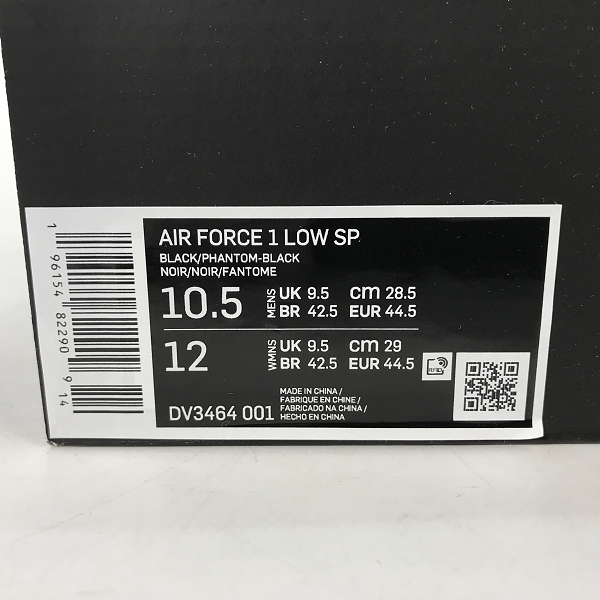 AIR FORCE 1 LOW SP
BLACK/PHANTOM-BLACK
NOIR/NOIR/FANTOME
10.5 MENS UK 9.5 cm 28.5
BR 42.5 EUR 44.5
12 WMNS UK 9.5 cm 29
BR 42.5 EUR 44.5
RFID
DV3464 001
MADE IN CHINA /
FABRIQUE EN CHINE /
FABRICADO NA CHINA /
HECHO EN CHINA
1 96154 82290 9 14